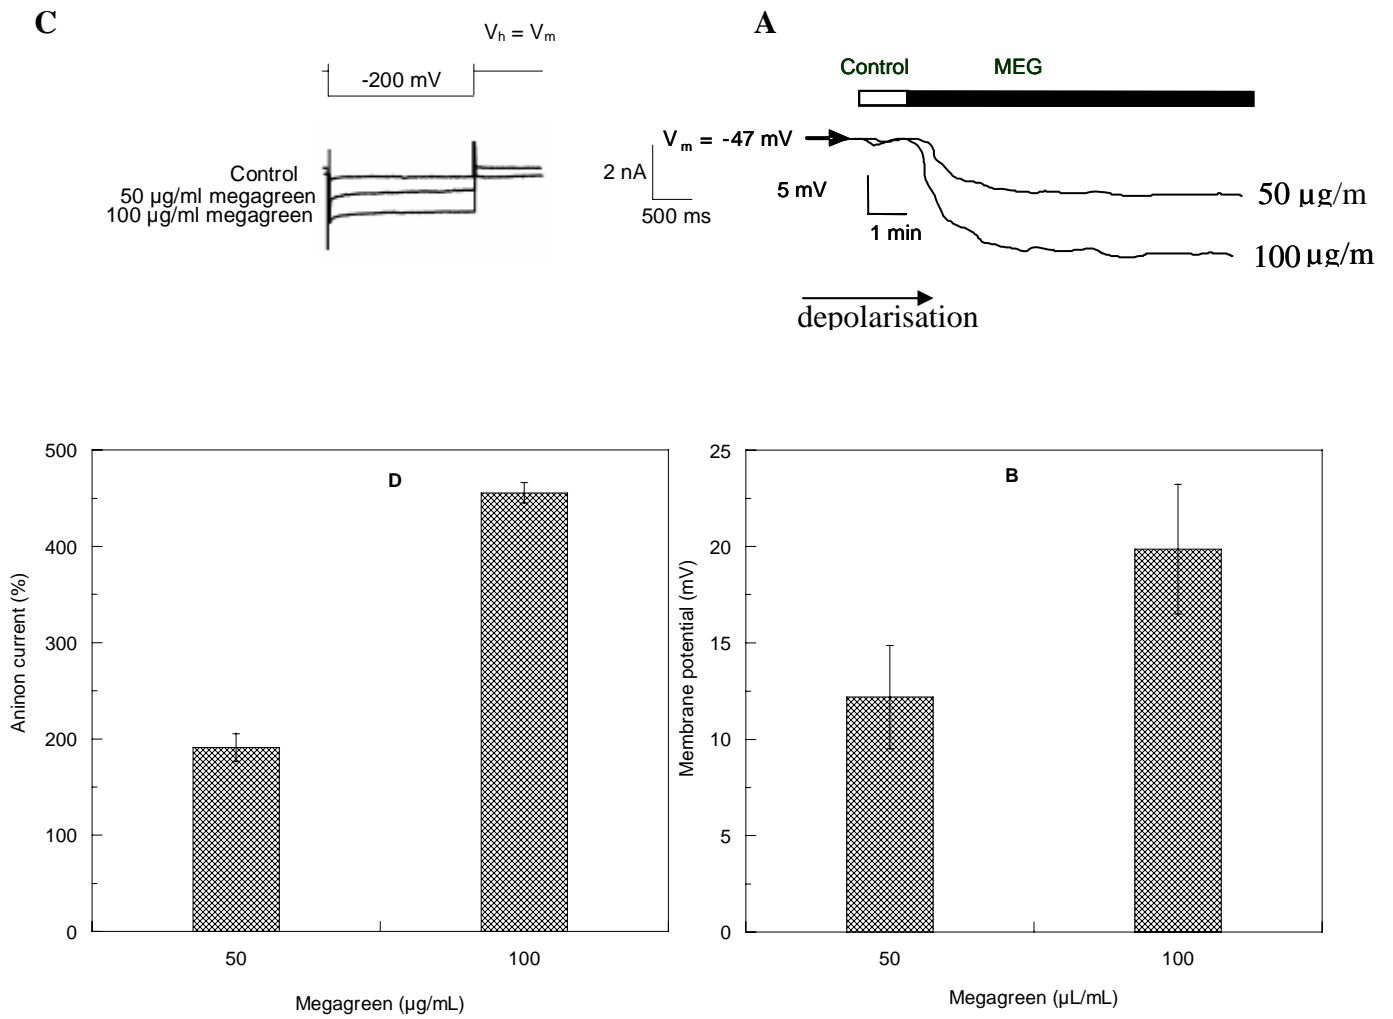 C
Vh = Vm
-200 mV
Control
50 µg/ml megagreen
100 µg/ml megagreen
2 nA
500 ms
A
Control MEG
Vm = -47 mV
5 mV
1 min
50 µg/m
100 µg/m
depolarisation
D
500
400
300
200
100
0
Aninon current (%)
50 100
Megagreen (µg/mL)
B
25
20
15
10
5
0
Membrane potential (mV)
50 100
Megagreen (µL/mL)